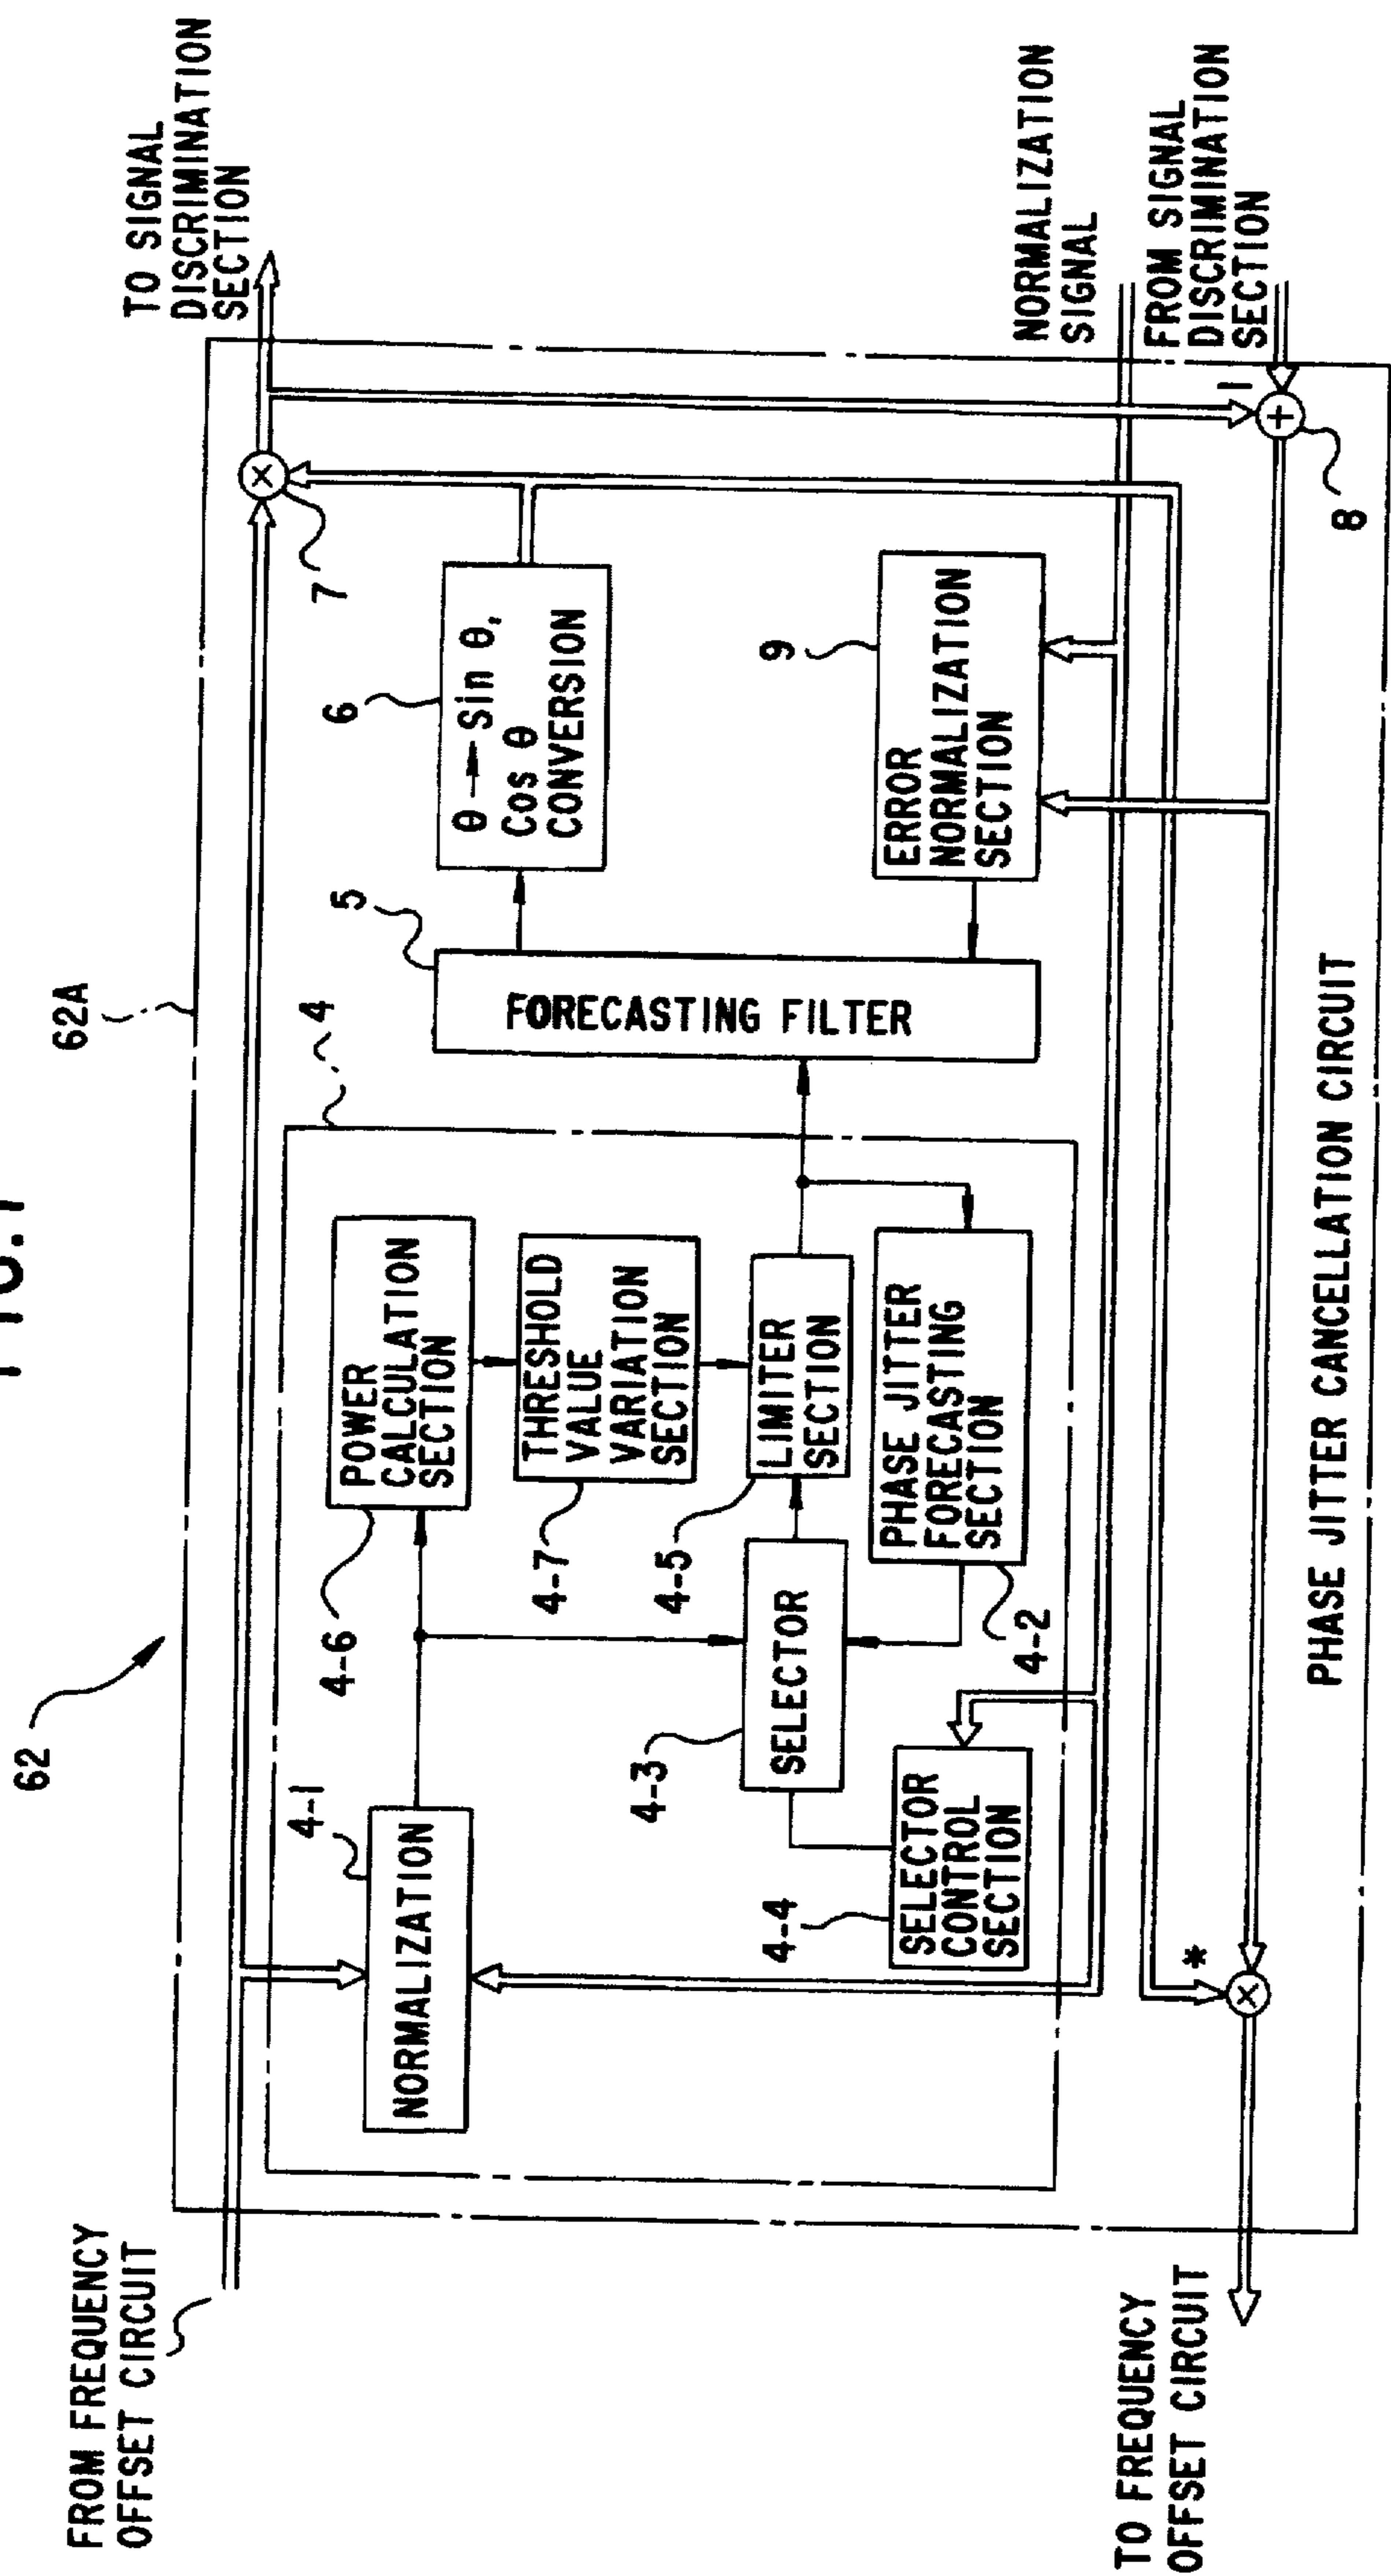 62
62A
FROM FREQUENCY
OFFSET CIRCUIT
TO SIGNAL
DISCRIMINATION
SECTION
4
4-1
NORMALIZATION
4-6
POWER
CALCULATION
SECTION
4-7
THRESHOLD
VALUE
VARIATION
SECTION
4-3
SELECTOR
4-5
LIMITER
SECTION
4-4
SELECTOR
CONTROL
SECTION
4-2
PHASE JITTER
FORECASTING
SECTION
5
FORECASTING FILTER
6
θ → Sin θ,
Cos θ
CONVERSION
7
×
9
ERROR
NORMALIZATION
SECTION
NORMALIZATION
SIGNAL
FROM SIGNAL
DISCRIMINATION
SECTION
−
+
8
*
×
TO FREQUENCY
OFFSET CIRCUIT
PHASE JITTER CANCELLATION CIRCUIT